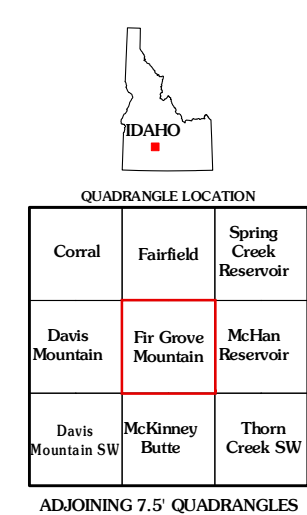 IDAHO
QUADRANGLE LOCATION
Corral
Fairfield
Spring
Creek
Reservoir
Davis
Mountain
Fir Grove
Mountain
McHan
Reservoir
Davis
Mountain SW
McKinney
Butte
Thorn
Creek SW
ADJOINING 7.5' QUADRANGLES